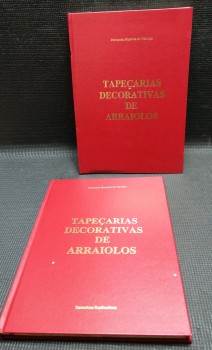 TAPEÇARIAS
DECORATIVAS
DE
ARRAIOLOS
TAPEÇARIAS
DECORATIVAS
DE
ARRAIOLOS